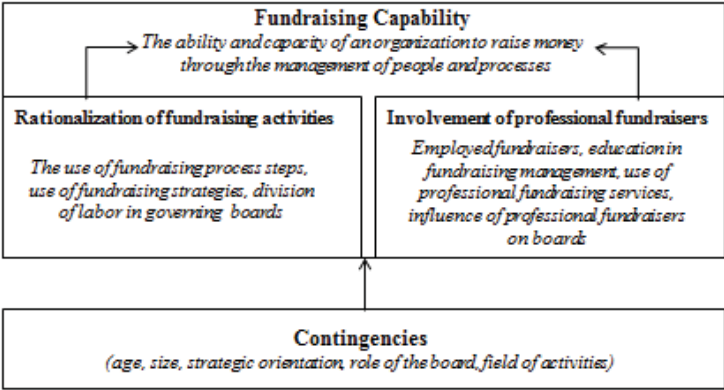 Fundraising Capability
The ability and capacity of an organization to raise money
through the management of people and processes
Rationalization of fundraising activities
The use of fundraising process steps,
use of fundraising strategies, division
of labor in governing boards
Involvement of professional fundraisers
Employed fundraisers, education in
fundraising management, use of
professional fundraising services,
influence of professional fundraisers
on boards
Contingencies
(age, size, strategic orientation, role of the board, field of activities)